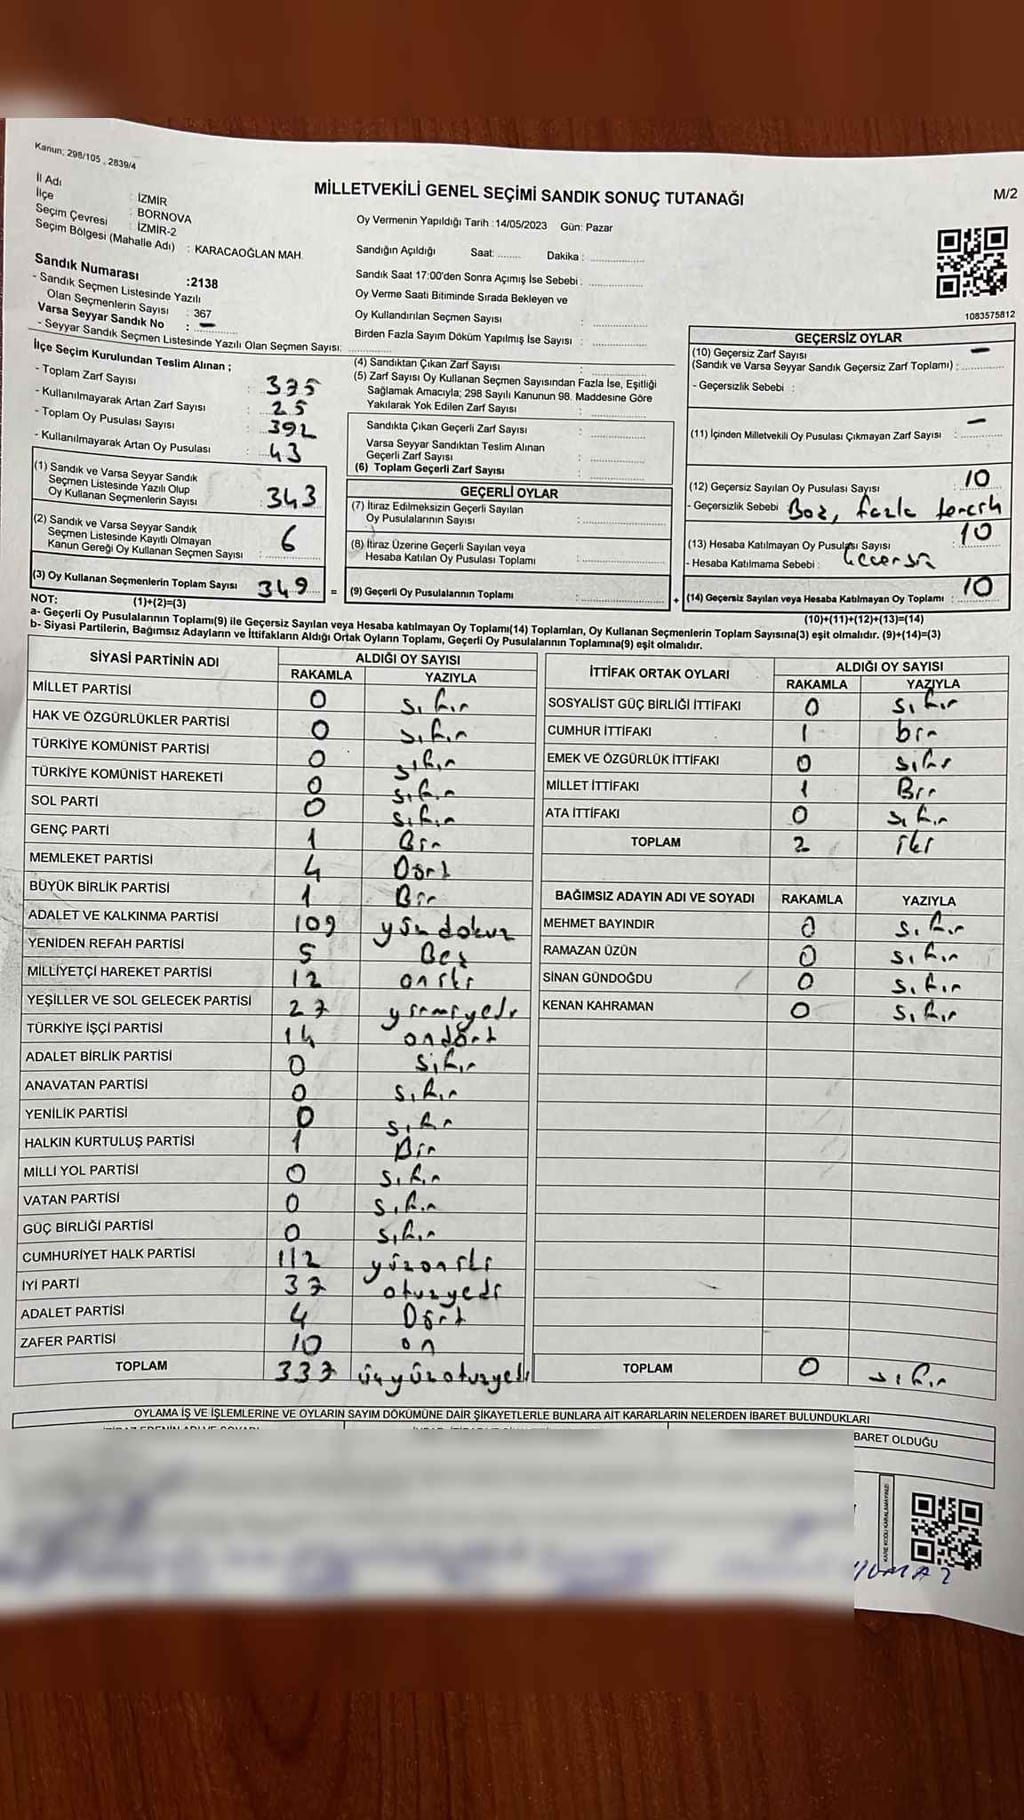 Kanun; 298/105 , 2839/4
MİLLETVEKİLİ GENEL SEÇİMİ SANDIK SONUÇ TUTANAĞI
M/2
İl Adı : İZMİR
İlçe : BORNOVA
Seçim Çevresi : İZMİR-2
Seçim Bölgesi (Mahalle Adı) : KARACAOĞLAN MAH.
Sandık Numarası :2138
- Sandık Seçmen Listesinde Yazılı
Olan Seçmenlerin Sayısı : 367
Varsa Seyyar Sandık No : —
- Seyyar Sandık Seçmen Listesinde Yazılı Olan Seçmen Sayısı:
İlçe Seçim Kurulundan Teslim Alınan ;
- Toplam Zarf Sayısı : 375
- Kullanılmayarak Artan Zarf Sayısı : 25
- Toplam Oy Pusulası Sayısı : 392
- Kullanılmayarak Artan Oy Pusulası : 43
(1) Sandık ve Varsa Seyyar Sandık
Seçmen Listesinde Yazılı Olup
Oy Kullanan Seçmenlerin Sayısı : 343
(2) Sandık ve Varsa Seyyar Sandık
Seçmen Listesinde Kayıtlı Olmayan
Kanun Gereği Oy Kullanan Seçmen Sayısı : 6
(3) Oy Kullanan Seçmenlerin Toplam Sayısı : 349 =
Oy Vermenin Yapıldığı Tarih :14/05/2023 Gün: Pazar
Sandığın Açıldığı Saat: Dakika :
Sandık Saat 17:00'den Sonra Açımış İse Sebebi :
Oy Verme Saati Bitiminde Sırada Bekleyen ve
Oy Kullandırılan Seçmen Sayısı :
Birden Fazla Sayım Döküm Yapılmış İse Sayısı :
(4) Sandıktan Çıkan Zarf Sayısı :
(5) Zarf Sayısı Oy Kullanan Seçmen Sayısından Fazla İse, Eşitliği
Sağlamak Amacıyla; 298 Sayılı Kanunun 98. Maddesine Göre
Yakılarak Yok Edilen Zarf Sayısı :
Sandıkta Çıkan Geçerli Zarf Sayısı :
Varsa Seyyar Sandıktan Teslim Alınan
Geçerli Zarf Sayısı :
(6) Toplam Geçerli Zarf Sayısı :
GEÇERLİ OYLAR
(7) İtiraz Edilmeksizin Geçerli Sayılan
Oy Pusulalarının Sayısı :
(8) İtiraz Üzerine Geçerli Sayılan veya
Hesaba Katılan Oy Pusulası Toplamı :
(9) Geçerli Oy Pusulalarının Toplamı : +
1083575812
GEÇERSİZ OYLAR
(10) Geçersiz Zarf Sayısı —
(Sandık ve Varsa Seyyar Sandık Geçersiz Zarf Toplamı) :
- Geçersizlik Sebebi :
(11) İçinden Milletvekili Oy Pusulası Çıkmayan Zarf Sayısı : —
(12) Geçersiz Sayılan Oy Pusulası Sayısı : 10
- Geçersizlik Sebebi : Boş, fazla tercih
(13) Hesaba Katılmayan Oy Pusulası Sayısı : 10
- Hesaba Katılmama Sebebi : Geçersiz
(14) Geçersiz Sayılan veya Hesaba Katılmayan Oy Toplamı : 10
NOT: (1)+(2)=(3)
(10)+(11)+(12)+(13)=(14)
a- Geçerli Oy Pusulalarının Toplamı(9) ile Geçersiz Sayılan veya Hesaba katılmayan Oy Toplamı(14) Toplamları, Oy Kullanan Seçmenlerin Toplam Sayısına(3) eşit olmalıdır. (9)+(14)=(3)
b- Siyasi Partilerin, Bağımsız Adayların ve İttifakların Aldığı Ortak Oyların Toplamı, Geçerli Oy Pusulalarının Toplamına(9) eşit olmalıdır.
SİYASİ PARTİNİN ADI ALDIĞI OY SAYISI
RAKAMLA YAZIYLA
MİLLET PARTİSİ 0 sıfır
HAK VE ÖZGÜRLÜKLER PARTİSİ 0 sıfır
TÜRKİYE KOMÜNİST PARTİSİ 0 sıfır
TÜRKİYE KOMÜNİST HAREKETİ 0 sıfır
SOL PARTİ 0 sıfır
GENÇ PARTİ 1 Bir
MEMLEKET PARTİSİ 4 Dört
BÜYÜK BİRLİK PARTİSİ 1 Bir
ADALET VE KALKINMA PARTİSİ 109 yüzdokuz
YENİDEN REFAH PARTİSİ 5 Beş
MİLLİYETÇİ HAREKET PARTİSİ 12 oniki
YEŞİLLER VE SOL GELECEK PARTİSİ 27 yirmiyedi
TÜRKİYE İŞÇİ PARTİSİ 14 ondört
ADALET BİRLİK PARTİSİ 0 sıfır
ANAVATAN PARTİSİ 0 sıfır
YENİLİK PARTİSİ 0 sıfır
HALKIN KURTULUŞ PARTİSİ 1 Bir
MİLLİ YOL PARTİSİ 0 sıfır
VATAN PARTİSİ 0 sıfır
GÜÇ BİRLİĞİ PARTİSİ 0 sıfır
CUMHURİYET HALK PARTİSİ 112 yüzoniki
İYİ PARTİ 37 otuzyedi
ADALET PARTİSİ 4 Dört
ZAFER PARTİSİ 10 on
TOPLAM 337 üçyüzotuzyedi
İTTİFAK ORTAK OYLARI ALDIĞI OY SAYISI
RAKAMLA YAZIYLA
SOSYALİST GÜÇ BİRLİĞİ İTTİFAKI 0 sıfır
CUMHUR İTTİFAKI 1 bir
EMEK VE ÖZGÜRLÜK İTTİFAKI 0 sıfır
MİLLET İTTİFAKI 1 Bir
ATA İTTİFAKI 0 sıfır
TOPLAM 2 iki
BAĞIMSIZ ADAYIN ADI VE SOYADI RAKAMLA YAZIYLA
MEHMET BAYINDIR 0 sıfır
RAMAZAN ÜZÜN 0 sıfır
SİNAN GÜNDOĞDU 0 sıfır
KENAN KAHRAMAN 0 sıfır
TOPLAM 0 sıfır
OYLAMA İŞ VE İŞLEMLERİNE VE OYLARIN SAYIM DÖKÜMÜNE DAİR ŞİKAYETLERLE BUNLARA AİT KARARLARIN NELERDEN İBARET BULUNDUKLARI
BARET OLDUĞU
KARE KODU KARALAMAYINIZ!